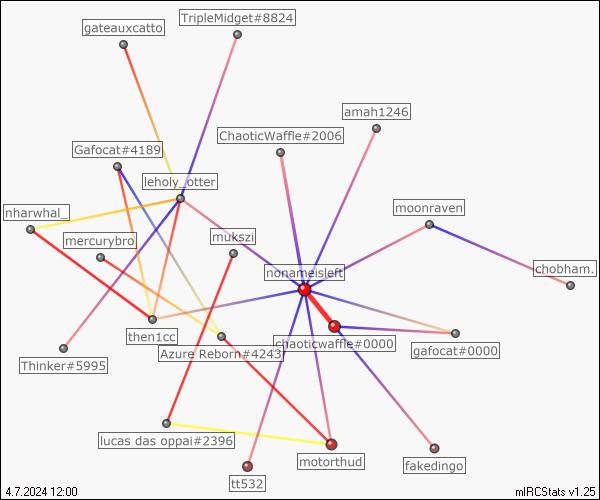 TripleMidget#8824
gateauxcatto
amah1246
ChaoticWaffle#2006
Gafocat#4189
leholy_otter
moonraven
nharwhal_
mukszi
mercurybro
nonameisleft
chobham.
then1cc
chaoticwaffle#0000
gafocat#0000
Azure Reborn#4243
Thinker#5995
lucas das oppai#2396
motorthud
fakedingo
tt532
4.7.2024 12:00
mIRCStats v1.25